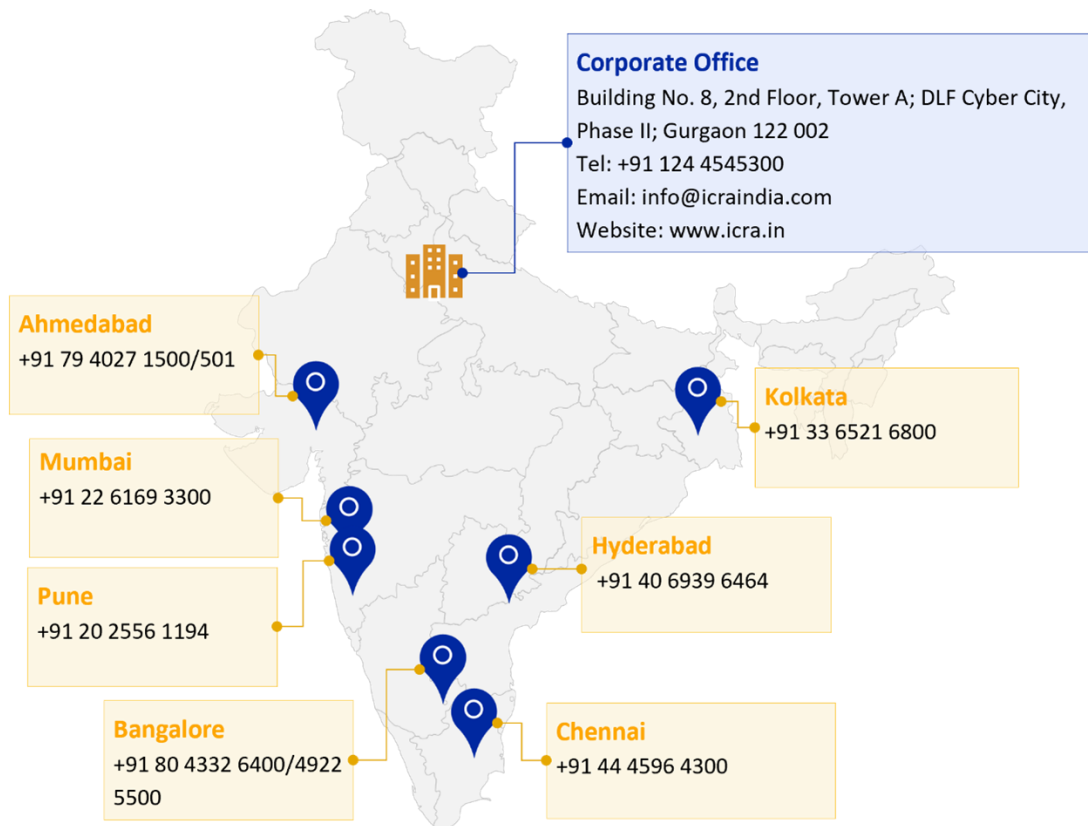 Corporate Office
Building No. 8, 2nd Floor, Tower A; DLF Cyber City,
Phase II; Gurgaon 122 002
Tel: +91 124 4545300
Email: info@icraindia.com
Website: www.icra.in
Ahmedabad
+91 79 4027 1500/501
Kolkata
+91 33 6521 6800
Mumbai
+91 22 6169 3300
Hyderabad
+91 40 6939 6464
Pune
+91 20 2556 1194
Bangalore
+91 80 4332 6400/4922
5500
Chennai
+91 44 4596 4300